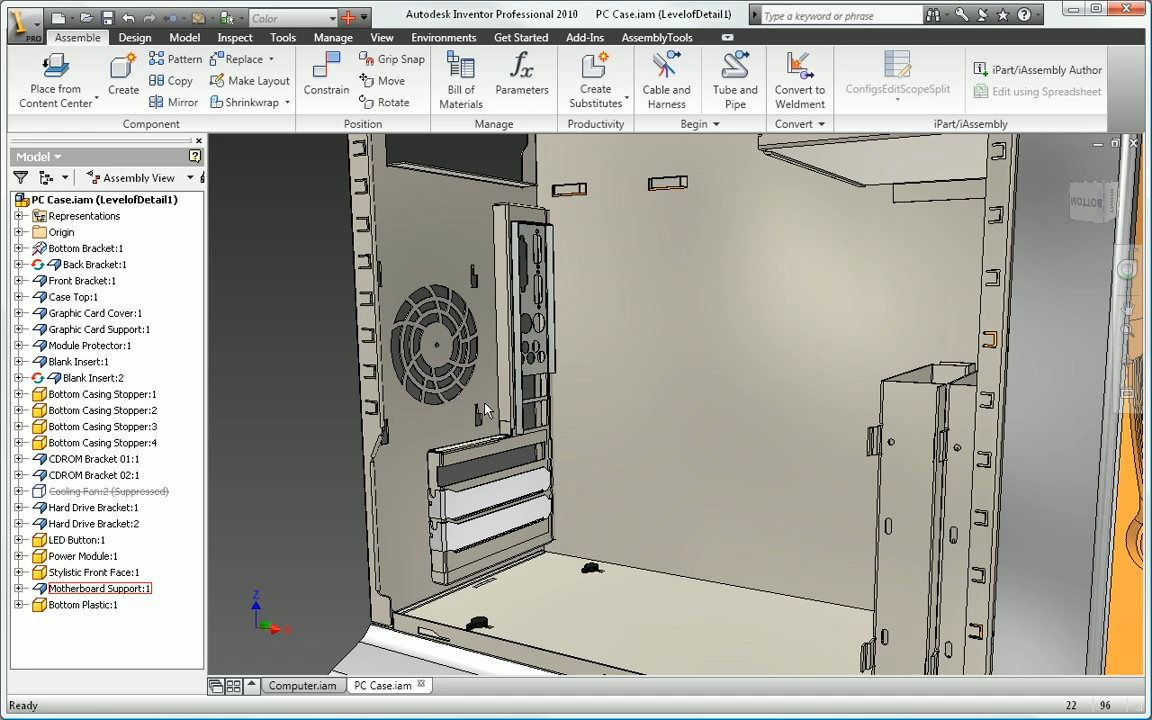 Color
Autodesk Inventor Professional 2010 PC Case.iam (LevelofDetail1)
Type a keyword or phrase
PRO
Assemble Design Model Inspect Tools Manage View Environments Get Started Add-Ins AssemblyTools
Place from
Content Center
Create
Pattern
Copy
Mirror
Replace
Make Layout
Shrinkwrap
Constrain
Grip Snap
Move
Rotate
Bill of
Materials
fx
Parameters
Create
Substitutes
Cable and
Harness
Tube and
Pipe
Convert to
Weldment
ConfigsEditScopeSplit
iPart/iAssembly Author
Edit using Spreadsheet
Component Position Manage Productivity Begin Convert iPart/iAssembly
Model
Assembly View
PC Case.iam (LevelofDetail1)
Representations
Origin
Bottom Bracket:1
Back Bracket:1
Front Bracket:1
Case Top:1
Graphic Card Cover:1
Graphic Card Support:1
Module Protector:1
Blank Insert:1
Blank Insert:2
Bottom Casing Stopper:1
Bottom Casing Stopper:2
Bottom Casing Stopper:3
Bottom Casing Stopper:4
CDROM Bracket 01:1
CDROM Bracket 02:1
Cooling Fan:2 (Suppressed)
Hard Drive Bracket:1
Hard Drive Bracket:2
LED Button:1
Power Module:1
Stylistic Front Face:1
Motherboard Support:1
Bottom Plastic:1
BOTTOM
Z
X
Computer.iam PC Case.iam
Ready 22 96